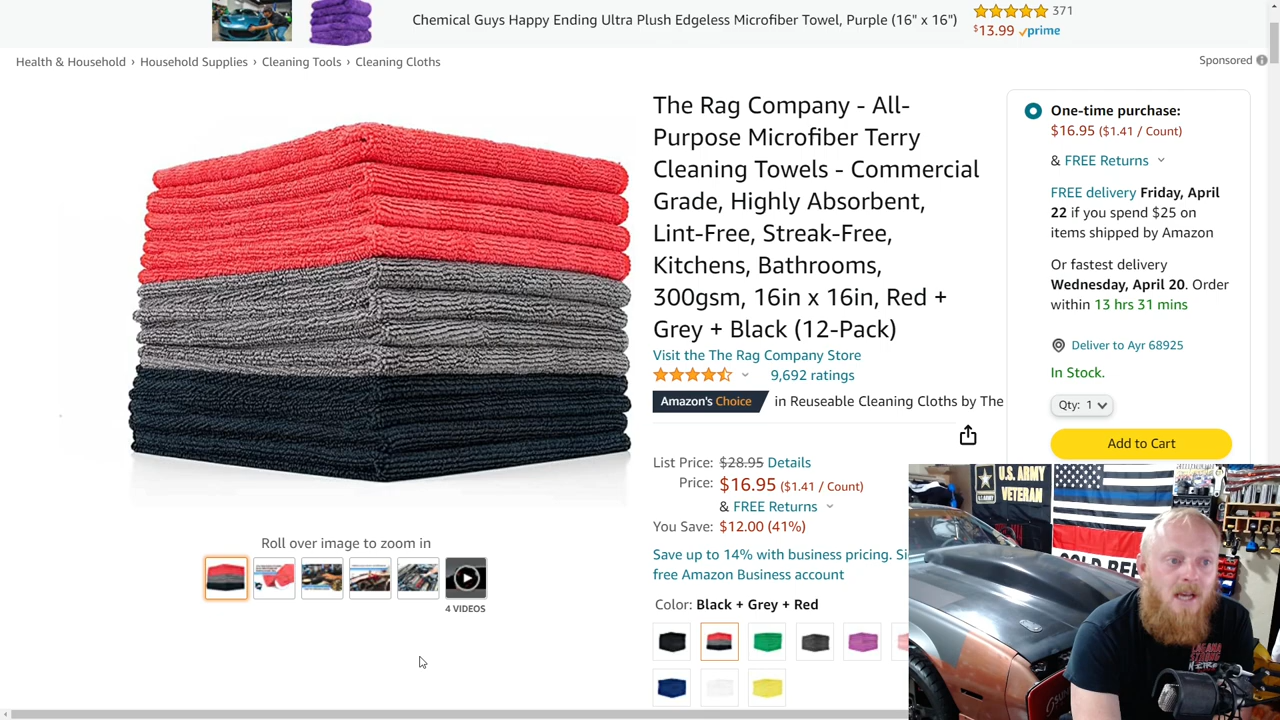 Chemical Guys Happy Ending Ultra Plush Edgeless Microfiber Towel, Purple (16" x 16")
371
$13.99 prime
Health & Household › Household Supplies › Cleaning Tools › Cleaning Cloths
Sponsored
The Rag Company - All-
Purpose Microfiber Terry
Cleaning Towels - Commercial
Grade, Highly Absorbent,
Lint-Free, Streak-Free,
Kitchens, Bathrooms,
300gsm, 16in x 16in, Red +
Grey + Black (12-Pack)
Visit the The Rag Company Store
9,692 ratings
Amazon's Choice in Reuseable Cleaning Cloths by The
List Price: $28.95 Details
Price: $16.95 ($1.41 / Count)
& FREE Returns
You Save: $12.00 (41%)
Save up to 14% with business pricing. Si
free Amazon Business account
Color: Black + Grey + Red
Roll over image to zoom in
4 VIDEOS
One-time purchase:
$16.95 ($1.41 / Count)
& FREE Returns
FREE delivery Friday, April
22 if you spend $25 on
items shipped by Amazon
Or fastest delivery
Wednesday, April 20. Order
within 13 hrs 31 mins
Deliver to Ayr 68925
In Stock.
Qty: 1
Add to Cart
U.S. ARMY
VETERAN
STRONG